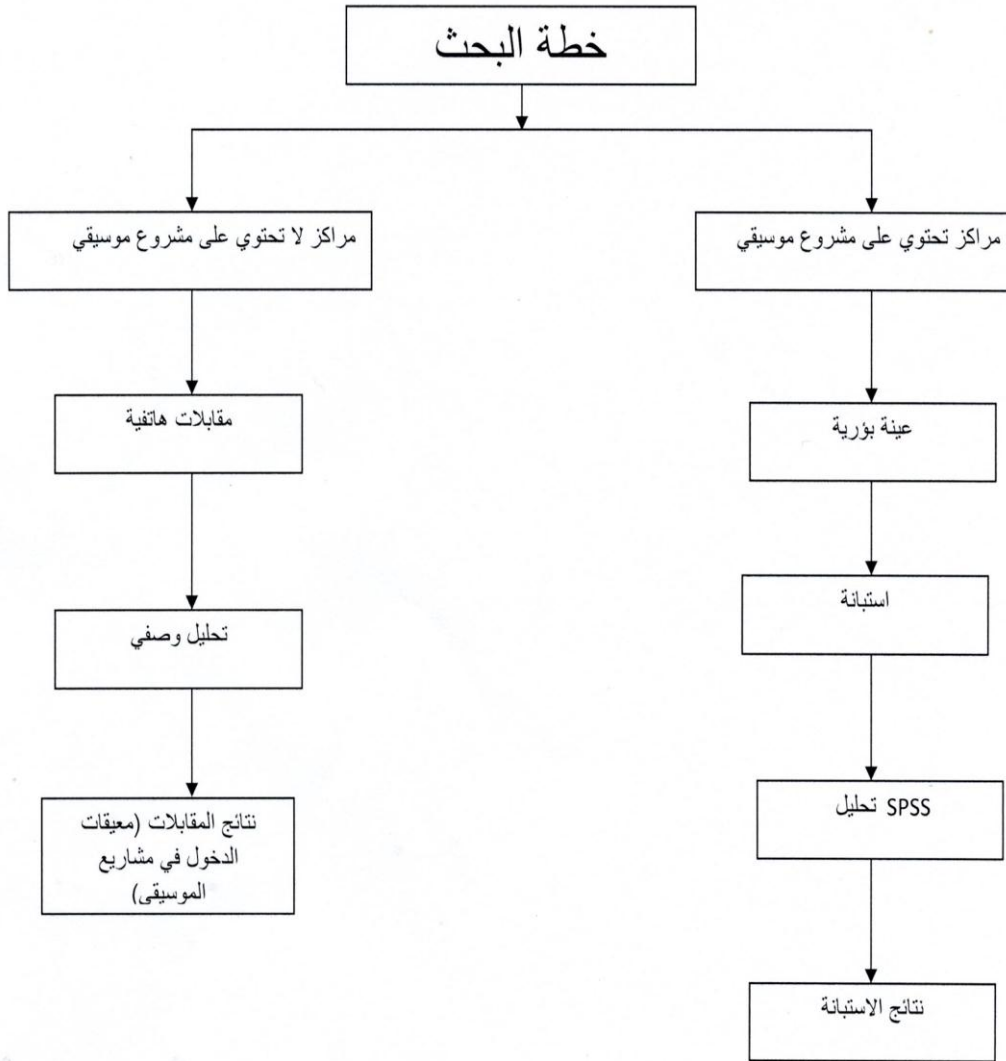 خطة البحث
مراكز تحتوي على مشروع موسيقي
مراكز لا تحتوي على مشروع موسيقي
عينة بؤرية
مقابلات هاتفية
استبانة
تحليل وصفي
SPSS تحليل
نتائج المقابلات (معيقات
الدخول في مشاريع
الموسيقى)
نتائج الاستبانة